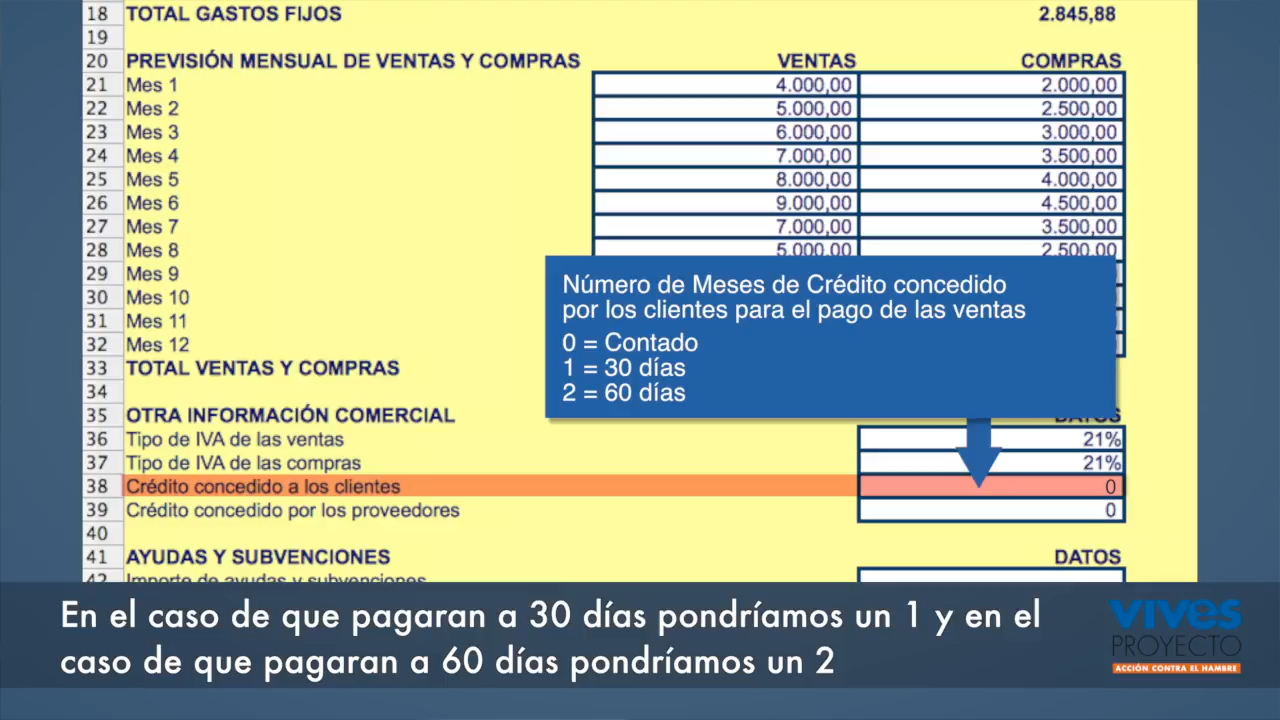 18 TOTAL GASTOS FIJOS 2.845,88
19
20 PREVISIÓN MENSUAL DE VENTAS Y COMPRAS VENTAS COMPRAS
21 Mes 1 4.000,00 2.000,00
22 Mes 2 5.000,00 2.500,00
23 Mes 3 6.000,00 3.000,00
24 Mes 4 7.000,00 3.500,00
25 Mes 5 8.000,00 4.000,00
26 Mes 6 9.000,00 4.500,00
27 Mes 7 7.000,00 3.500,00
28 Mes 8 5.000,00 2.500,00
29 Mes 9
30 Mes 10
31 Mes 11
32 Mes 12
33 TOTAL VENTAS Y COMPRAS
34
Número de Meses de Crédito concedido
por los clientes para el pago de las ventas
0 = Contado
1 = 30 días
2 = 60 días
35 OTRA INFORMACIÓN COMERCIAL DATOS
36 Tipo de IVA de las ventas 21%
37 Tipo de IVA de las compras 21%
38 Crédito concedido a los clientes 0
39 Crédito concedido por los proveedores 0
40
41 AYUDAS Y SUBVENCIONES DATOS
42 Importe de ayudas y subvenciones
En el caso de que pagaran a 30 días pondríamos un 1 y en el
caso de que pagaran a 60 días pondríamos un 2
vives
PROYECTO
ACCIÓN CONTRA EL HAMBRE